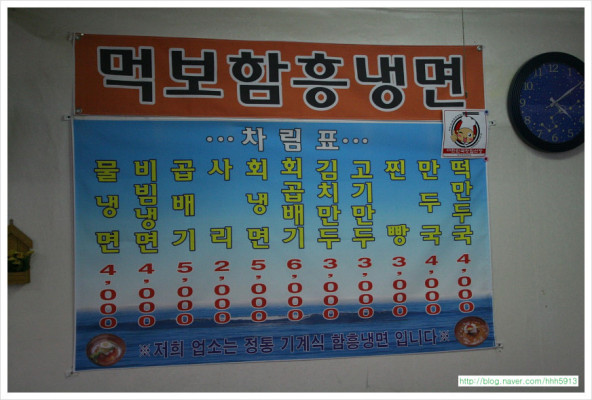 먹보함흥냉면
···차림표···
물냉면 4,000
비빔냉면 4,000
곱배기 5,000
사리 2,000
회냉면 5,000
회곱배기 6,000
김치만두 3,000
고기만두 3,000
찐빵 3,000
만두국 4,000
떡만두국 4,000
※저희 업소는 정통 기계식 함흥냉면 입니다※
http://blog.naver.com/hhh5913